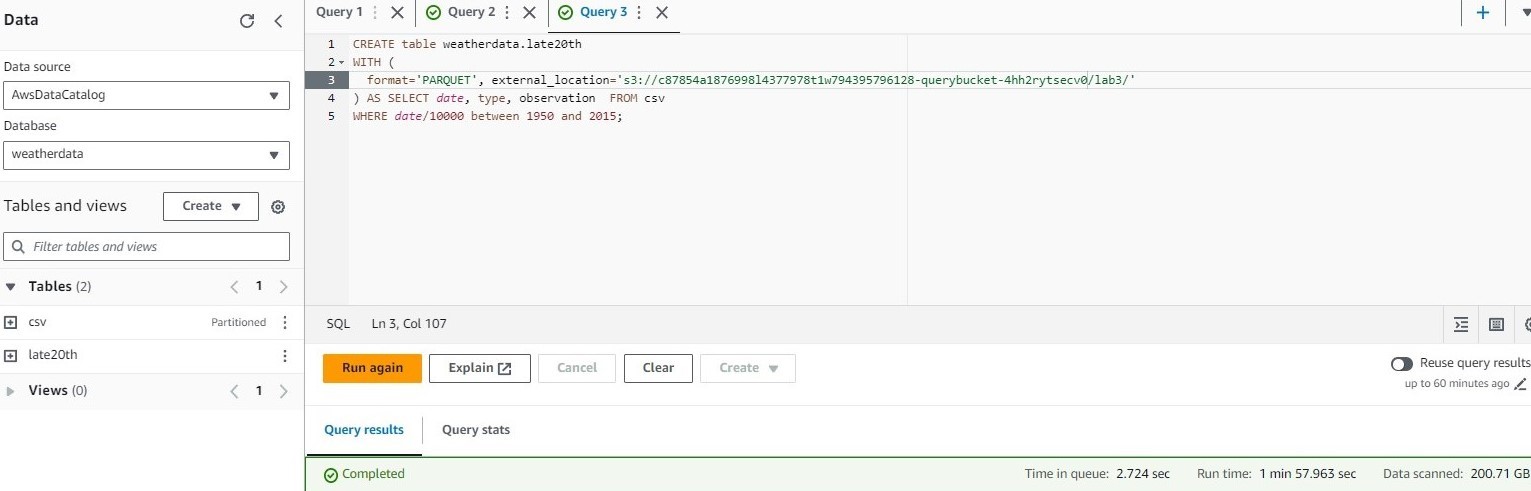 Data
Data source
AwsDataCatalog
Database
weatherdata
Tables and views
Create
Filter tables and views
Tables (2)
1
csv
Partitioned
late20th
Views (0)
1
Query 1
Query 2
Query 3
1 CREATE table weatherdata.late20th
2 WITH (
3 format='PARQUET', external_location='s3://c87854a187699814377978t1w794395796128-querybucket-4hh2rytsecv0/lab3/'
4 ) AS SELECT date, type, observation FROM csv
5 WHERE date/10000 between 1950 and 2015;
SQL Ln 3, Col 107
Run again Explain Cancel Clear Create
Reuse query results
up to 60 minutes ago
Query results Query stats
Completed
Time in queue: 2.724 sec Run time: 1 min 57.963 sec Data scanned: 200.71 GB